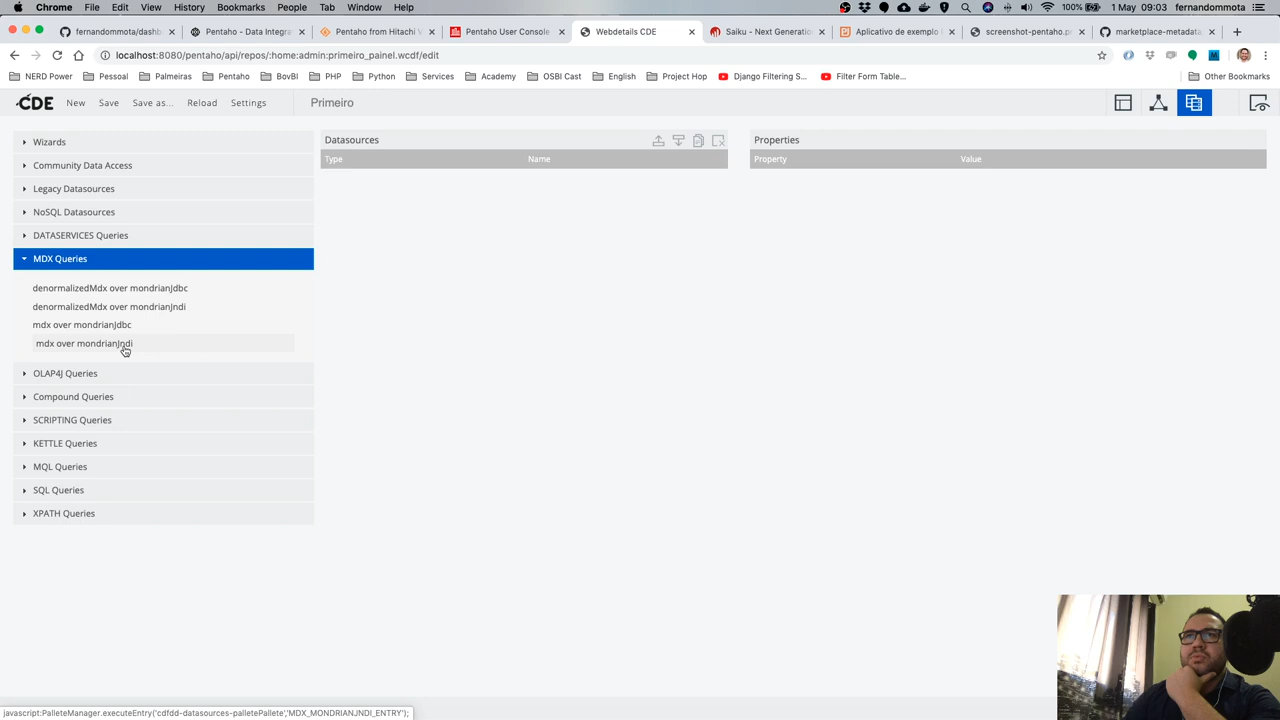 Chrome File Edit View History Bookmarks People Tab Window Help 100% 1 May 09:03 fernandommota
fernandommota/dashb Pentaho - Data Integra Pentaho from Hitachi V Pentaho User Console Webdetails CDE Saiku - Next Generatio Aplicativo de exemplo screenshot-pentaho.pn marketplace-metadata
localhost:8080/pentaho/api/repos/:home:admin:primeiro_painel.wcdf/edit
NERD Power Pessoal Palmeiras Pentaho BovBI PHP Python Services Academy OSBI Cast English Project Hop Django Filtering S... Filter Form Table... Other Bookmarks
CDE New Save Save as... Reload Settings Primeiro
Wizards
Community Data Access
Legacy Datasources
NoSQL Datasources
DATASERVICES Queries
MDX Queries
denormalizedMdx over mondrianJdbc
denormalizedMdx over mondrianJndi
mdx over mondrianJdbc
mdx over mondrianJndi
OLAP4J Queries
Compound Queries
SCRIPTING Queries
KETTLE Queries
MQL Queries
SQL Queries
XPATH Queries
Datasources
Type Name
Properties
Property Value
javascript:PalleteManager.executeEntry('cdfdd-datasources-palletePallete','MDX_MONDRIANJNDI_ENTRY');